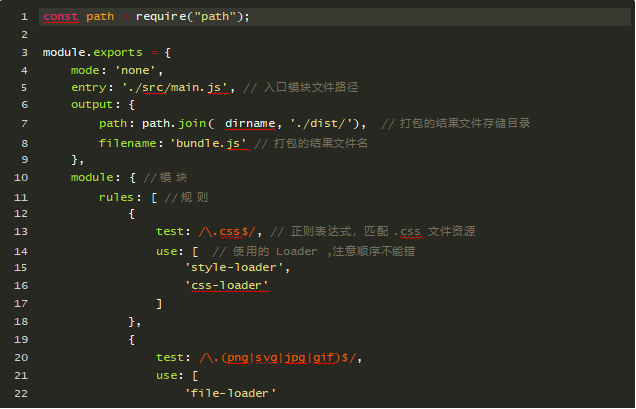 1 const path = require("path");
2
3 module.exports = {
4 mode: 'none',
5 entry: './src/main.js', // 入口模块文件路径
6 output: {
7 path: path.join( dirname, './dist/'), // 打包的结果文件存储目录
8 filename: 'bundle.js' // 打包的结果文件名
9 },
10 module: { //模 块
11 rules: [ //规 则
12 {
13 test: /\.css$/, // 正则表达式，匹配 .css 文件资源
14 use: [ // 使用的 Loader ,注意顺序不能错
15 'style-loader',
16 'css-loader'
17 ]
18 },
19 {
20 test: /\.(png|svg|jpg|gif)$/,
21 use: [
22 'file-loader'